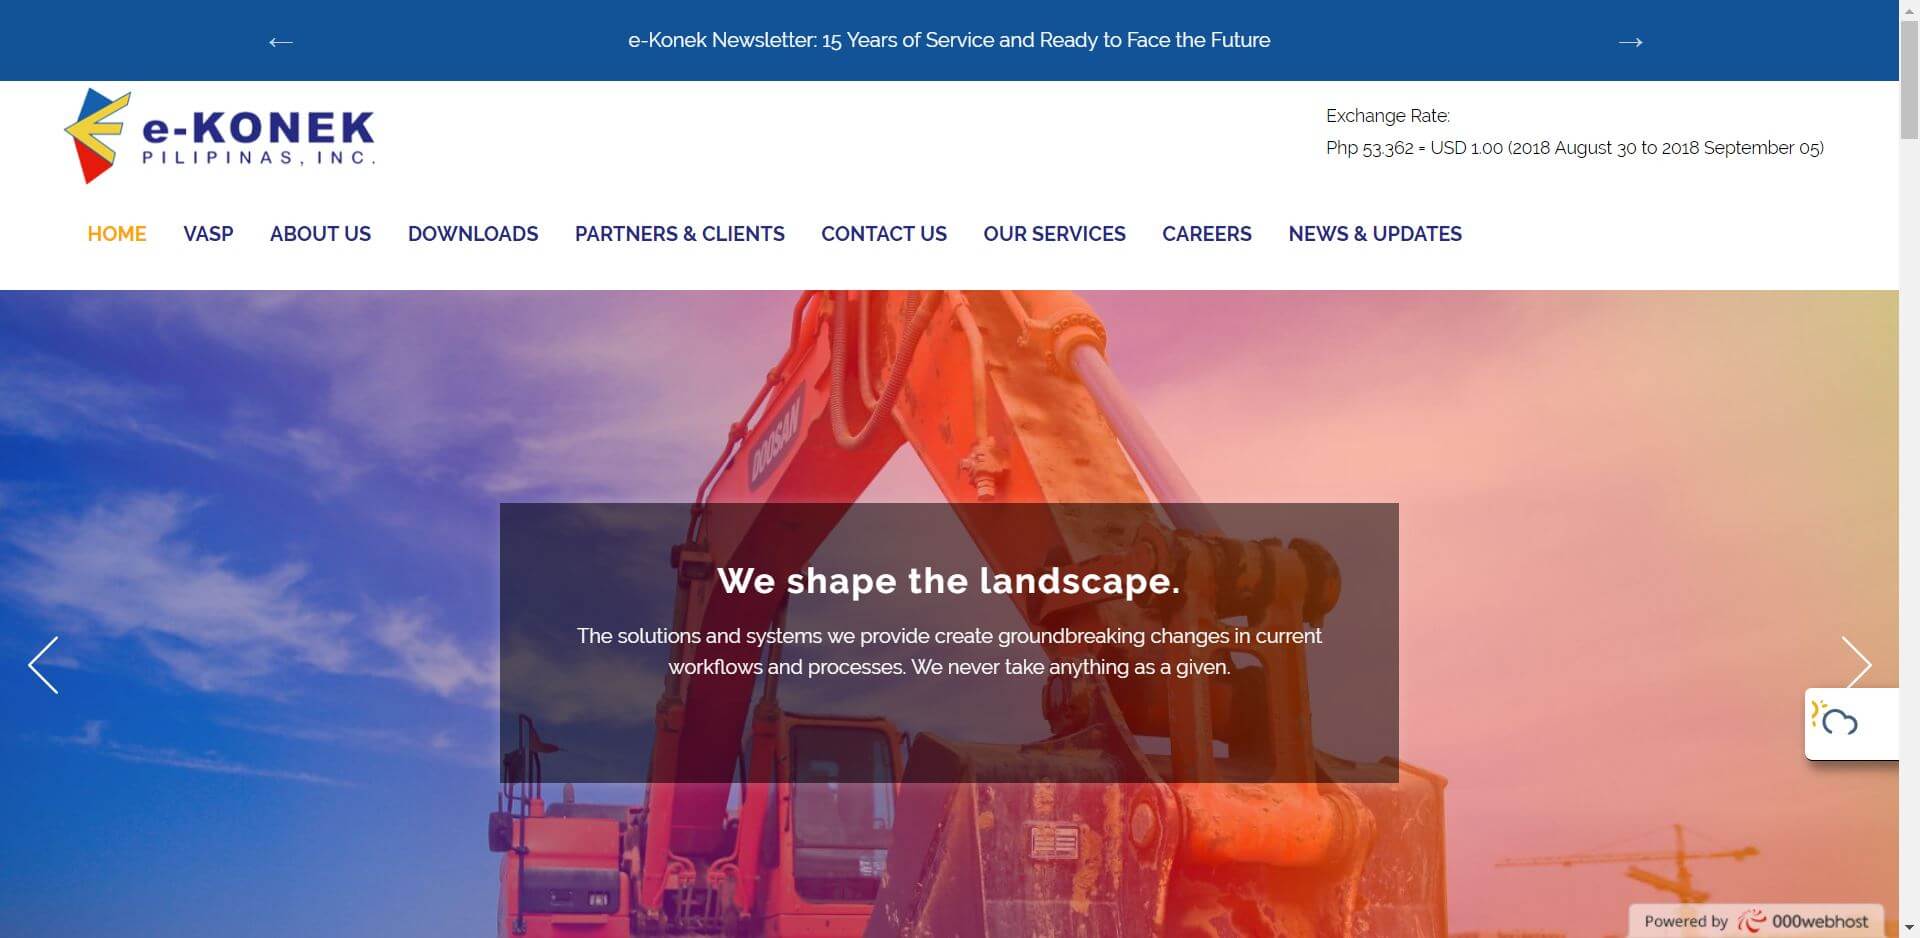 e-Konek Newsletter: 15 Years of Service and Ready to Face the Future
e-KONEK
PILIPINAS, INC.
Exchange Rate:
Php 53.362 = USD 1.00 (2018 August 30 to 2018 September 05)
HOME VASP ABOUT US DOWNLOADS PARTNERS & CLIENTS CONTACT US OUR SERVICES CAREERS NEWS & UPDATES
DOOSAN
We shape the landscape.
The solutions and systems we provide create groundbreaking changes in current
workflows and processes. We never take anything as a given.
Powered by 000webhost